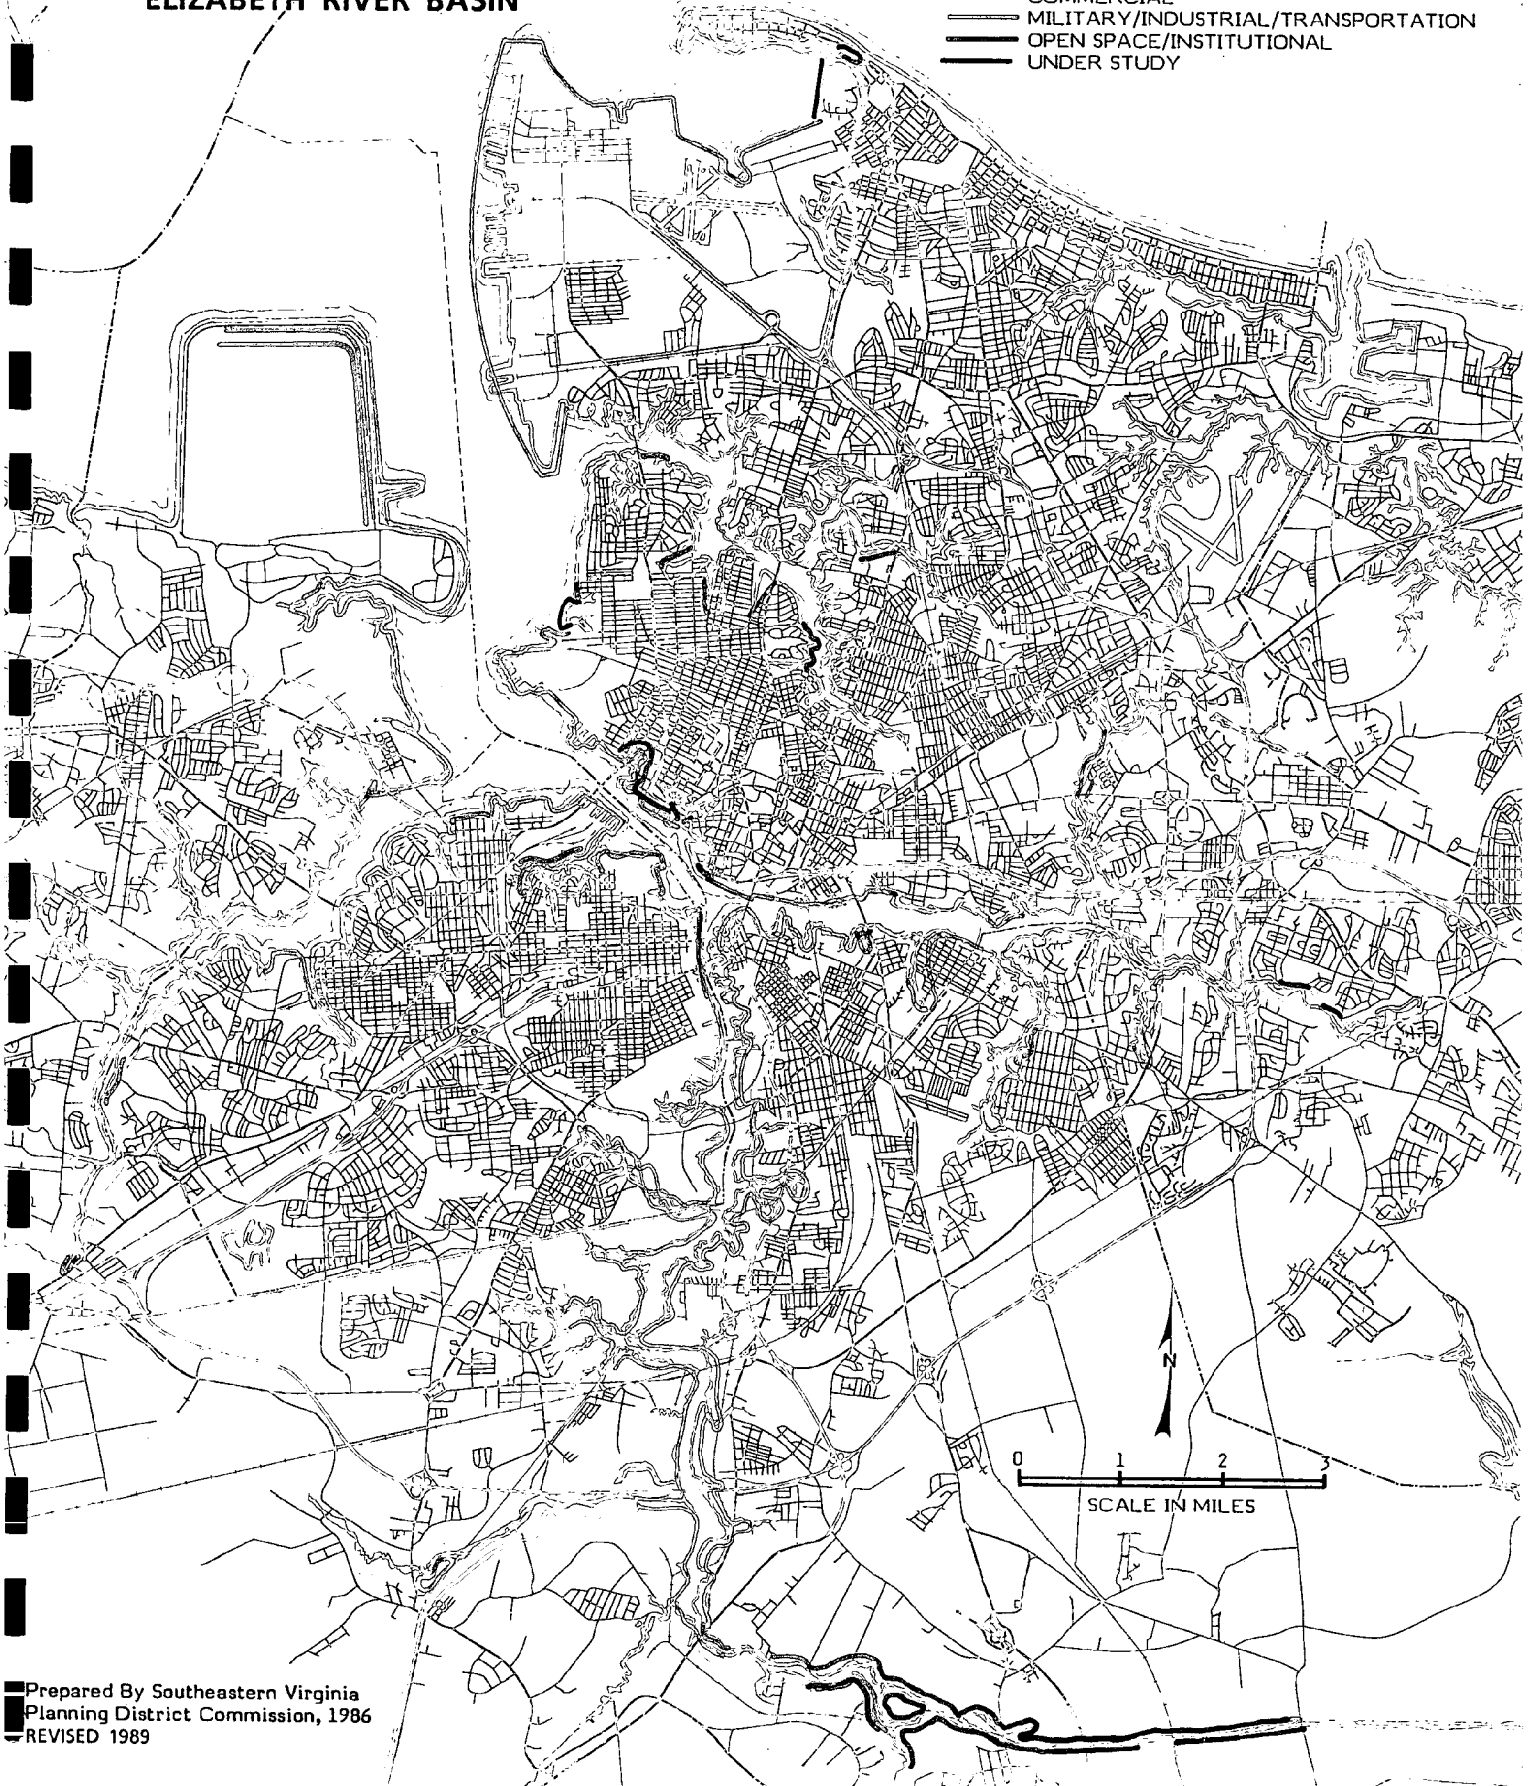 ELIZABETH RIVER BASIN
COMMERCIAL
MILITARY/INDUSTRIAL/TRANSPORTATION
OPEN SPACE/INSTITUTIONAL
UNDER STUDY
N
0 1 2 3
SCALE IN MILES
Prepared By Southeastern Virginia
Planning District Commission, 1986
REVISED 1989